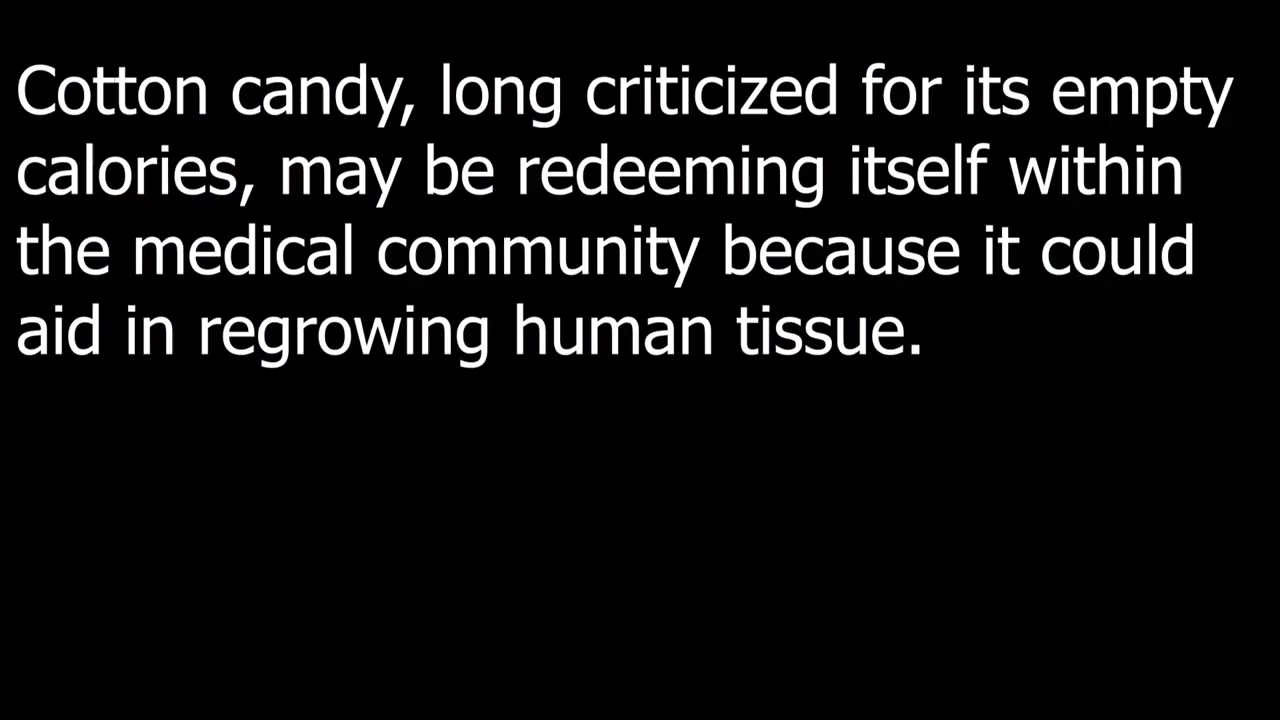 Cotton candy, long criticized for its empty
calories, may be redeeming itself within
the medical community because it could
aid in regrowing human tissue.